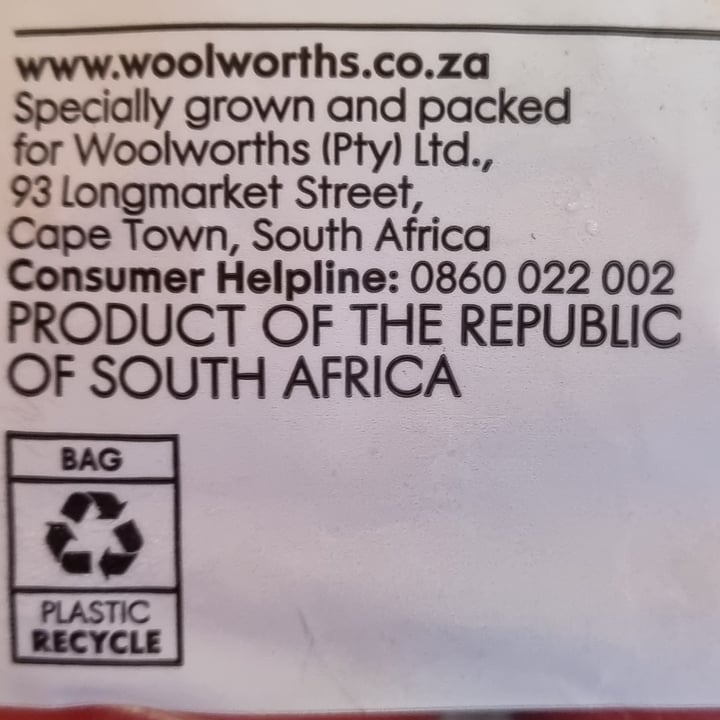 www.woolworths.co.za
Specially grown and packed
for Woolworths (Pty) Ltd.,
93 Longmarket Street,
Cape Town, South Africa
Consumer Helpline: 0860 022 002
PRODUCT OF THE REPUBLIC
OF SOUTH AFRICA
BAG
PLASTIC
RECYCLE